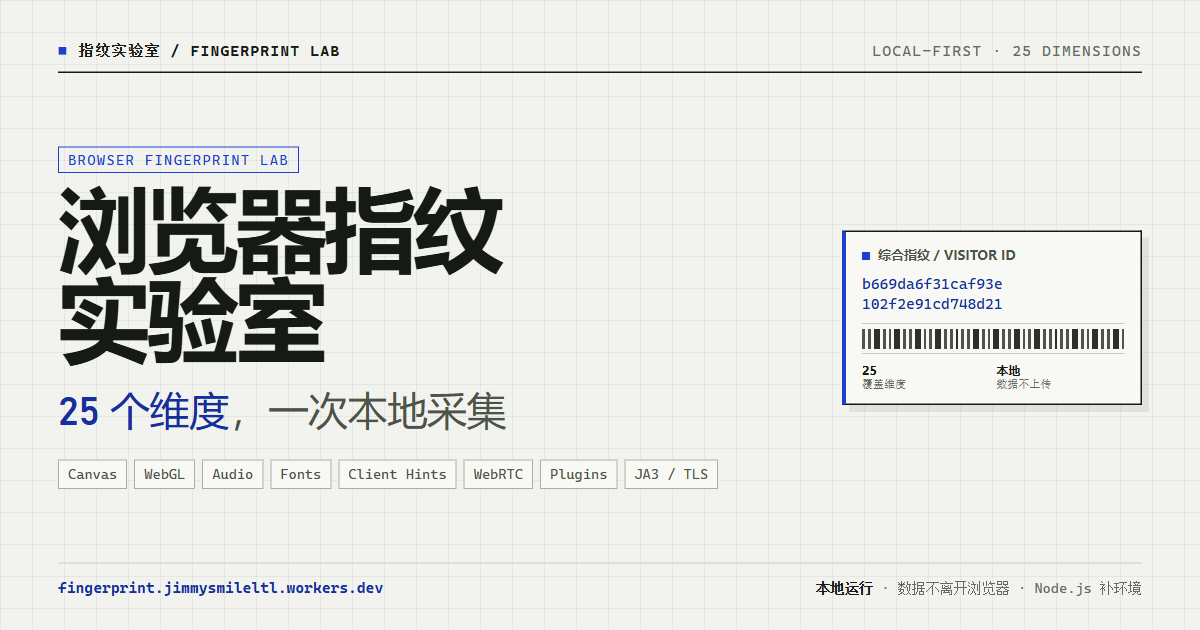 指纹实验室 / FINGERPRINT LAB
LOCAL-FIRST · 25 DIMENSIONS
BROWSER FINGERPRINT LAB
浏览器指纹
实验室
25 个维度，一次本地采集
Canvas WebGL Audio Fonts Client Hints WebRTC Plugins JA3 / TLS
综合指纹 / VISITOR ID
b669da6f31caf93e
102f2e91cd748d21
25 本地
覆盖维度 数据不上传
fingerprint.jimmysmileltl.workers.dev
本地运行 · 数据不离开浏览器 · Node.js 补环境